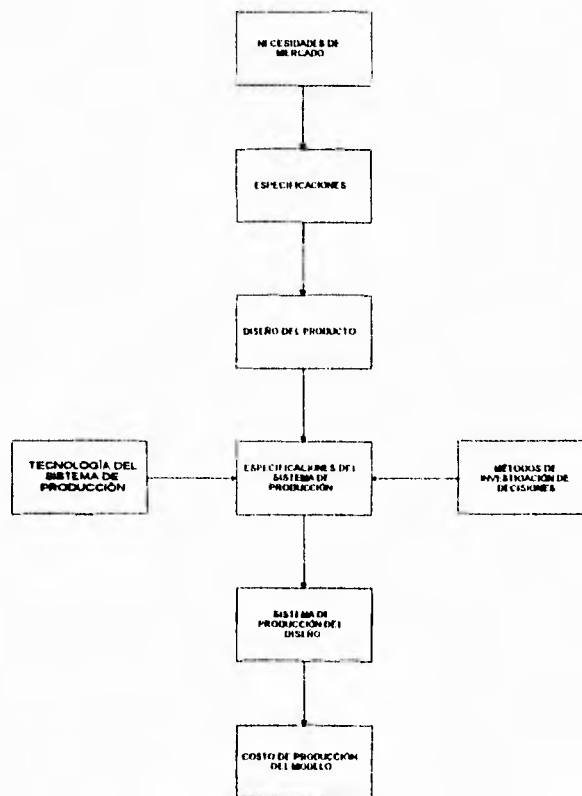 NECESIDADES DE
MERCADO
ESPECIFICACIONES
DISEÑO DEL PRODUCTO
TECNOLOGÍA DEL
SISTEMA DE
PRODUCCIÓN
ESPECIFICACIONES DEL
SISTEMA DE
PRODUCCIÓN
MÉTODOS DE
INVESTIGACIÓN DE
DECISIONES
SISTEMA DE
PRODUCCIÓN DEL
DISEÑO
COSTO DE PRODUCCIÓN
DEL MODELO